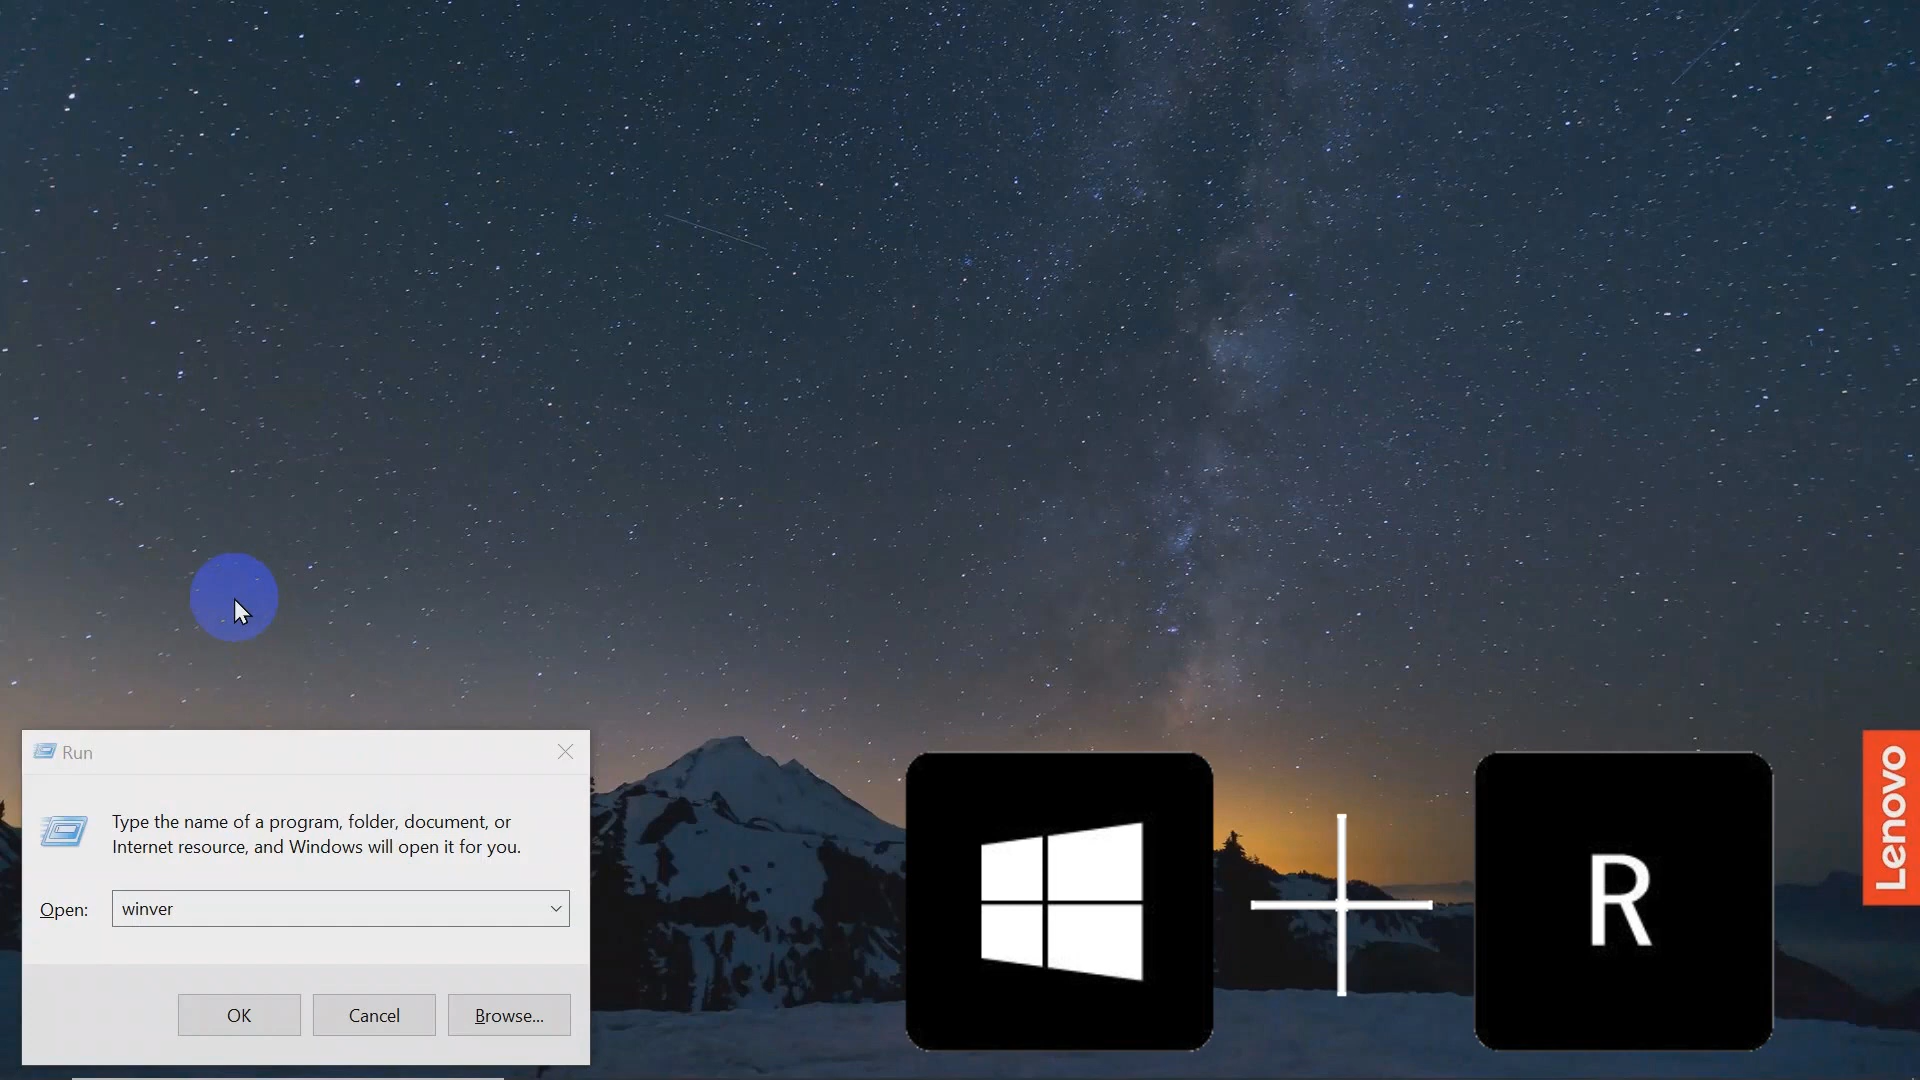 Run
Type the name of a program, folder, document, or
Internet resource, and Windows will open it for you.
Open:
winver
OK
Cancel
Browse...
R
Lenovo